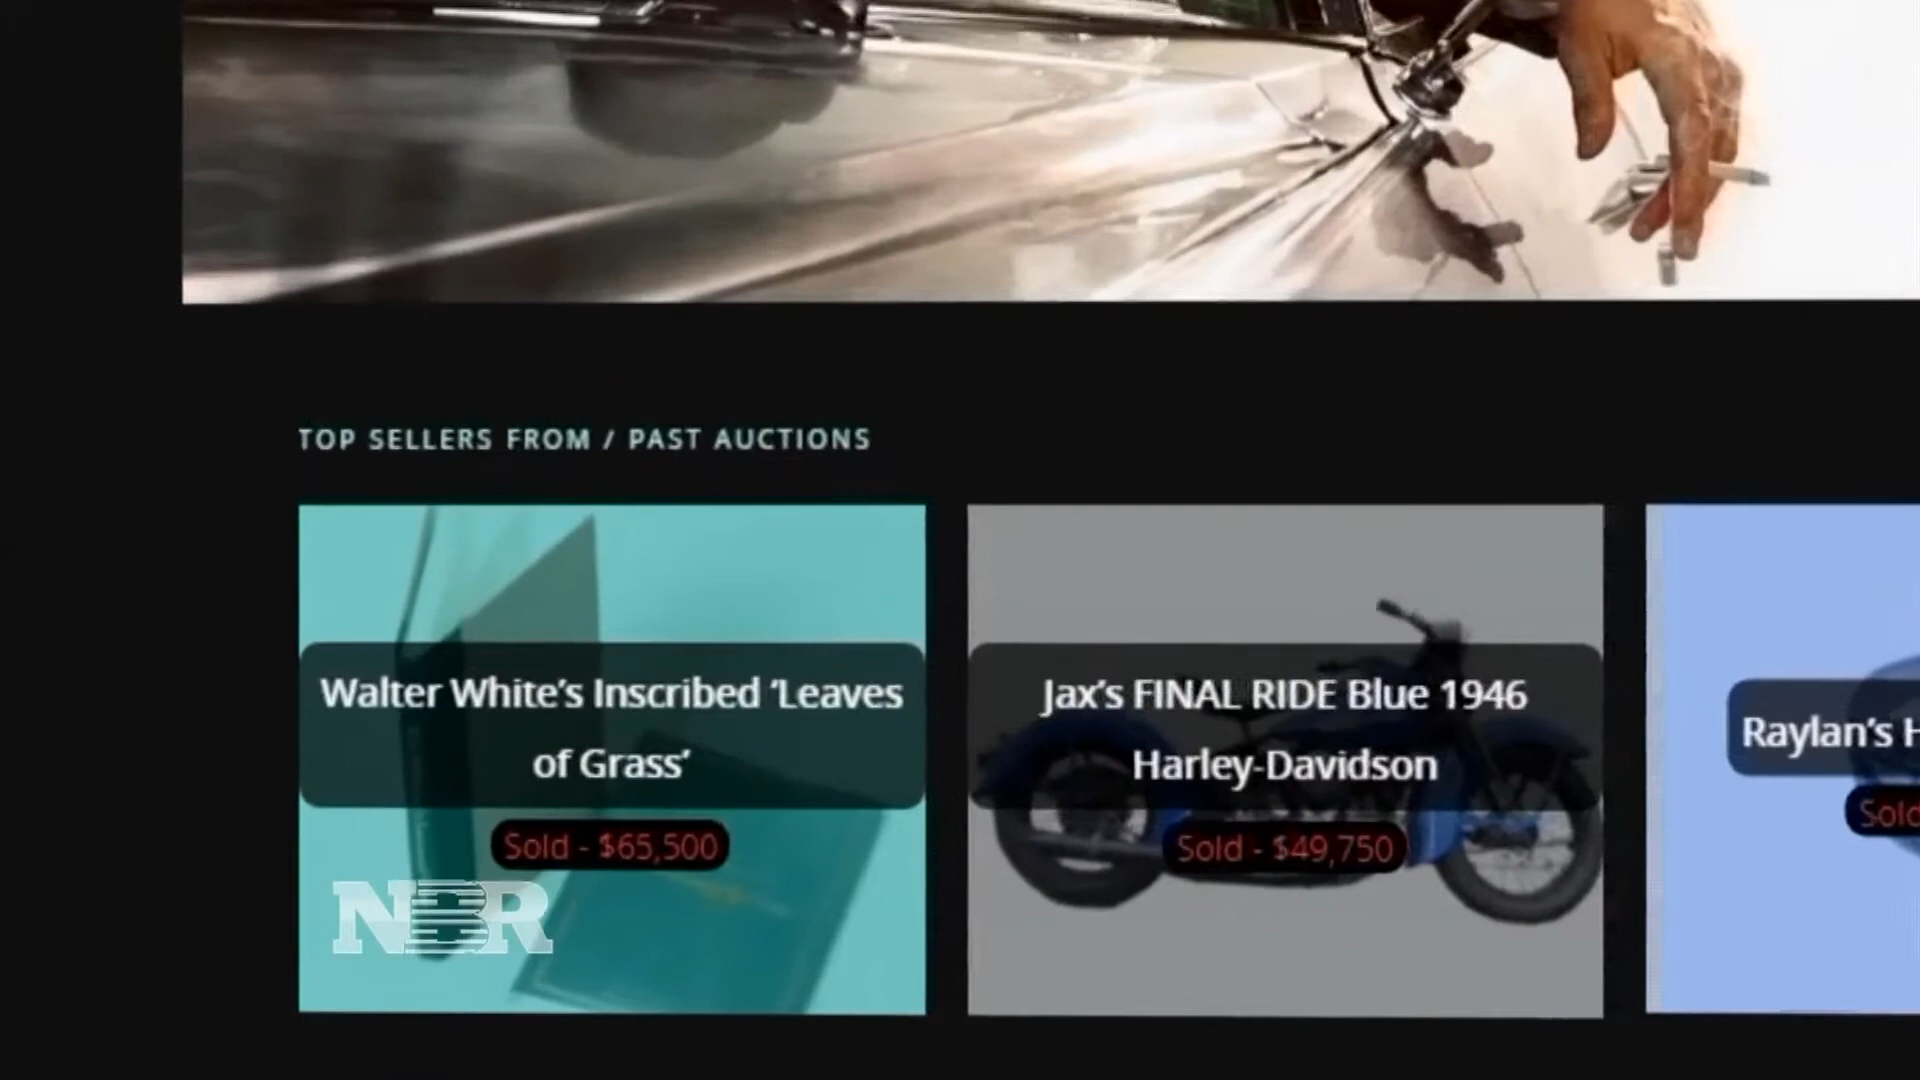 TOP SELLERS FROM / PAST AUCTIONS
Walter White's Inscribed 'Leaves
of Grass'
Sold - $65,500
Jax's FINAL RIDE Blue 1946
Harley-Davidson
Sold - $49,750
Raylan's H
Sold
NBR